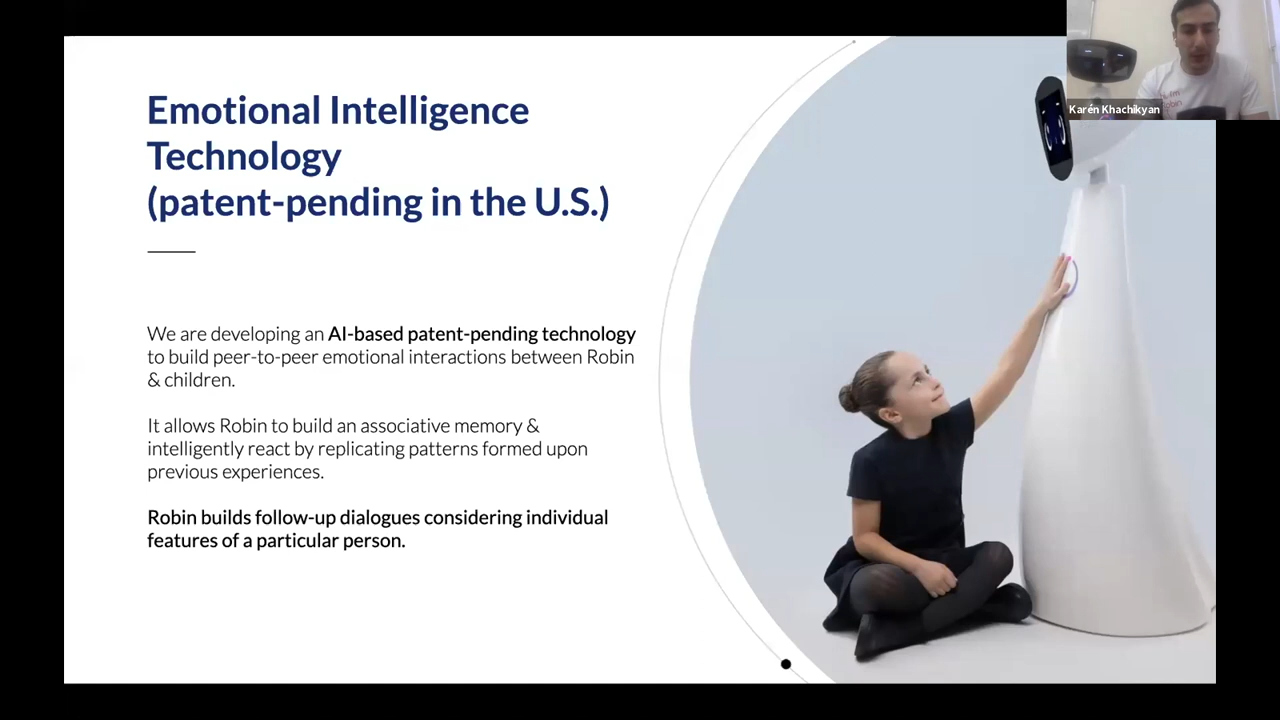 Emotional Intelligence
Technology
(patent-pending in the U.S.)
We are developing an AI-based patent-pending technology
to build peer-to-peer emotional interactions between Robin
& children.
It allows Robin to build an associative memory &
intelligently react by replicating patterns formed upon
previous experiences.
Robin builds follow-up dialogues considering individual
features of a particular person.
Karén Khachikyan